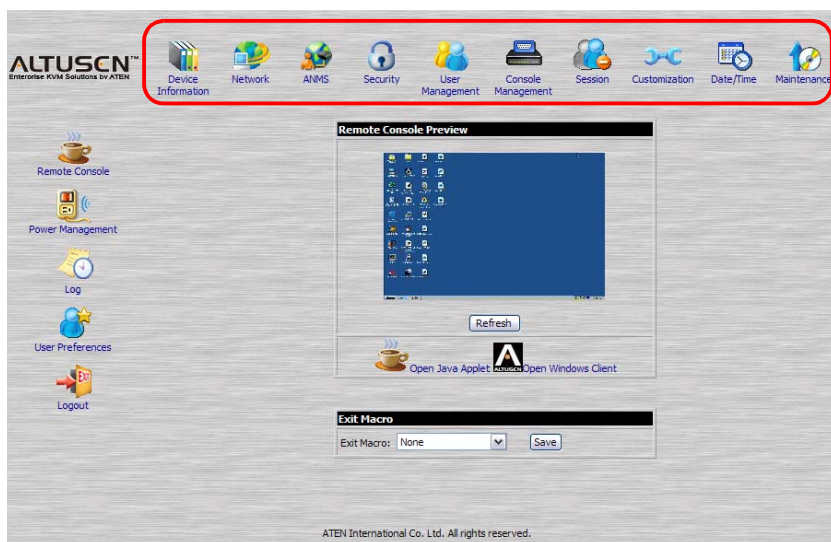 ALTUSCN™
Enterprise KVM Solutions by ATEN
Device Information
Network
ANMS
Security
User Management
Console Management
Session
Customization
Date/Time
Maintenance
Remote Console
Power Management
Log
User Preferences
Logout
Remote Console Preview
Refresh
Open Java Applet
ALTUSCN
Open Windows Client
Exit Macro
Exit Macro: None Save
ATEN International Co. Ltd. All rights reserved.